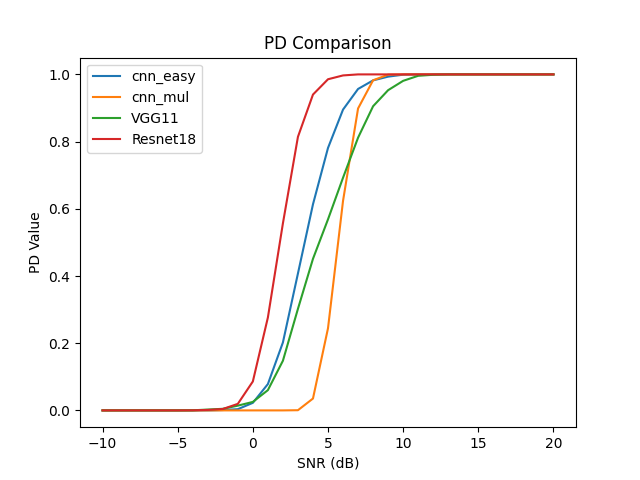 PD Comparison
cnn_easy
cnn_mul
VGG11
Resnet18
1.0
0.8
0.6
0.4
0.2
0.0
PD Value
−10
−5
0
5
10
15
20
SNR (dB)